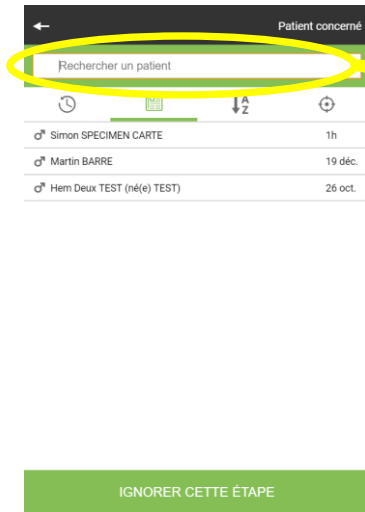 Patient concerné
Rechercher un patient
A
Z
Simon SPECIMEN CARTE 1h
Martin BARRE 19 déc.
Hem Deux TEST (né(e) TEST) 26 oct.
IGNORER CETTE ÉTAPE